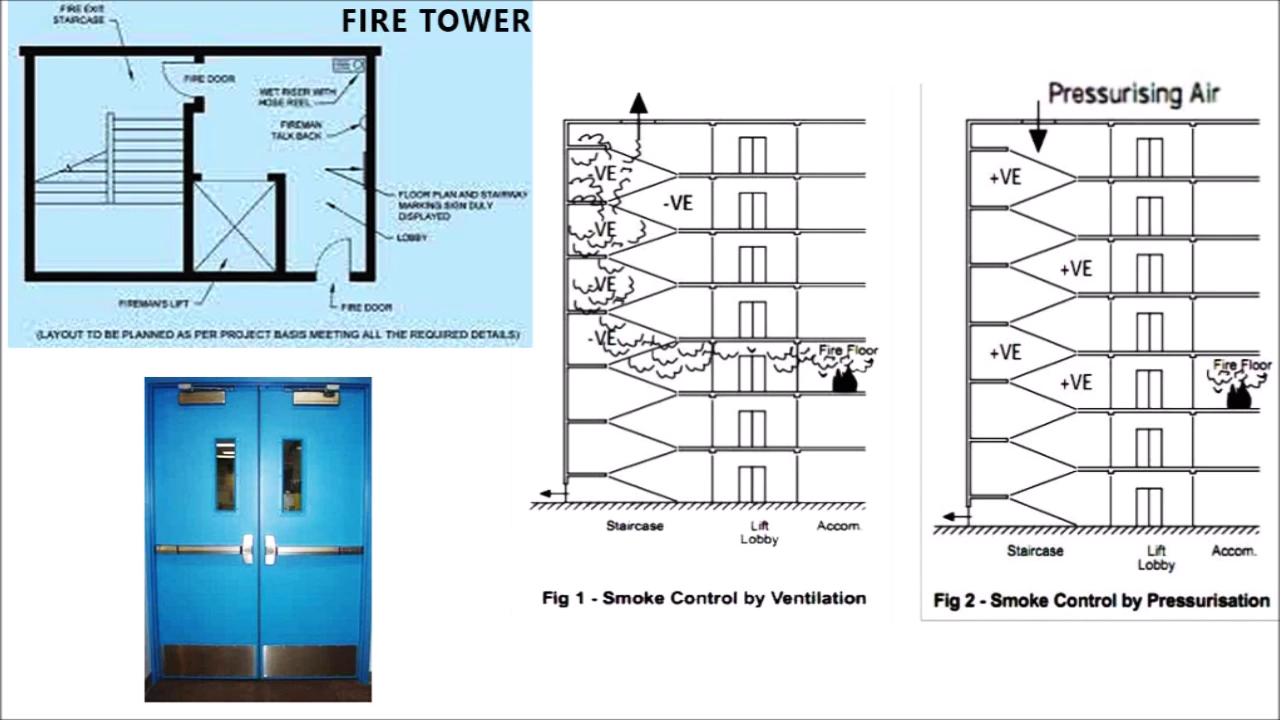 FIRE TOWER
FIRE EXIT
STAIRCASE
FIRE DOOR
WET RISER WITH
HOSE REEL
FIREMAN
TALK BACK
FLOOR PLAN AND STAIRWAY
MARKING SIGN DULY
DISPLAYED
LOBBY
FIREMAN'S LIFT
FIRE DOOR
(LAYOUT TO BE PLANNED AS PER PROJECT BASIS MEETING ALL THE REQUIRED DETAILS)
-VE
-VE
-VE
-VE
-VE
Fire Floor
Staircase
Lift
Lobby
Accom.
Fig 1 - Smoke Control by Ventilation
Pressurising Air
+VE
+VE
+VE
+VE
Fire Floor
Staircase
Lift
Lobby
Accom.
Fig 2 - Smoke Control by Pressurisation